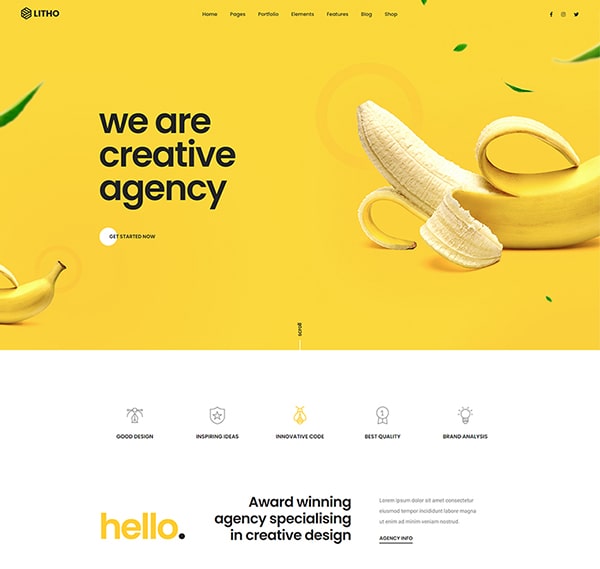 LITHO
Home Pages Portfolio Elements Features Blog Shop
we are
creative
agency
GET STARTED NOW
scroll
GOOD DESIGN
INSPIRING IDEAS
INNOVATIVE CODE
BEST QUALITY
BRAND ANALYSIS
hello.
Award winning
agency specialising
in creative design
Lorem ipsum dolor sit amet consectetur
eiusmod tempor incididunt labore magna
ut enim ad minim veniam nostrud.
AGENCY INFO